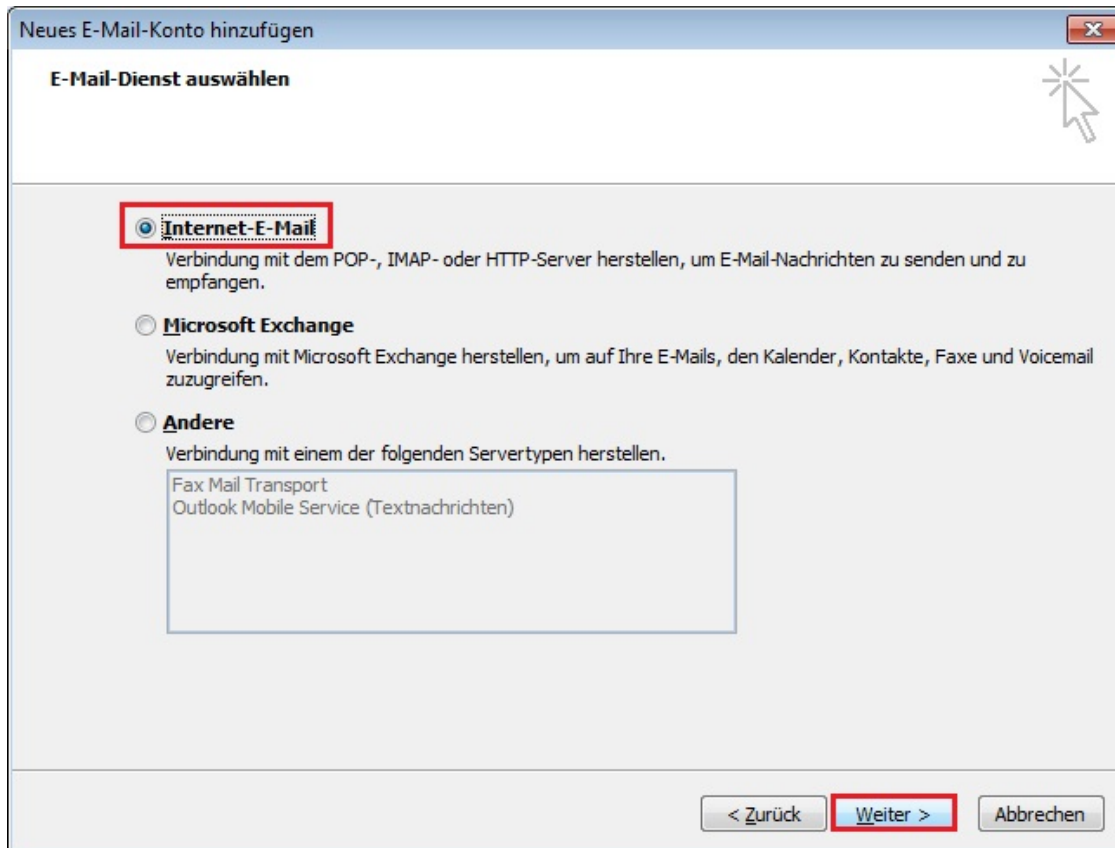 Neues E-Mail-Konto hinzufügen
E-Mail-Dienst auswählen
Internet-E-Mail
Verbindung mit dem POP-, IMAP- oder HTTP-Server herstellen, um E-Mail-Nachrichten zu senden und zu
empfangen.
Microsoft Exchange
Verbindung mit Microsoft Exchange herstellen, um auf Ihre E-Mails, den Kalender, Kontakte, Faxe und Voicemail
zuzugreifen.
Andere
Verbindung mit einem der folgenden Servertypen herstellen.
Fax Mail Transport
Outlook Mobile Service (Textnachrichten)
< Zurück Weiter > Abbrechen